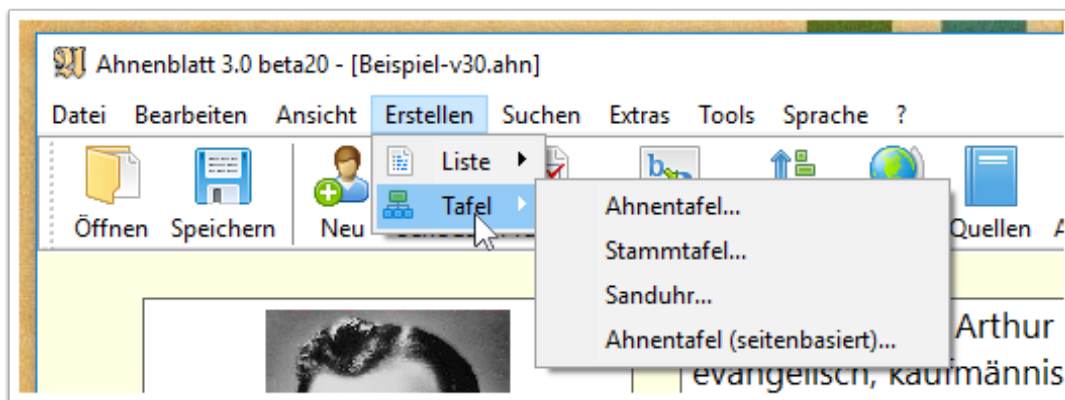 Ahnenblatt 3.0 beta20 - [Beispiel-v30.ahn]
Datei Bearbeiten Ansicht Erstellen Suchen Extras Tools Sprache ?
Liste
Tafel
Ahnentafel...
Stammtafel...
Sanduhr...
Ahnentafel (seitenbasiert)...
Öffnen Speichern Neu Quellen
Arthur
evangelisch, kaufmännis